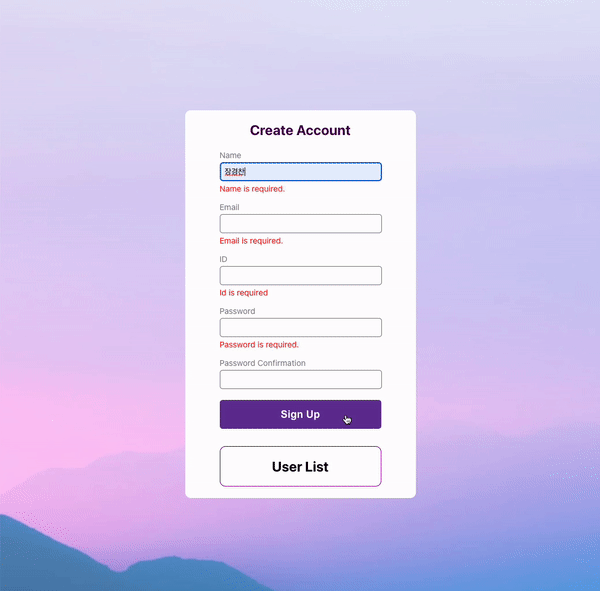 Create Account
Name
장경천
Name is required.
Email
Email is required.
ID
Id is required
Password
Password is required.
Password Confirmation
Sign Up
User List